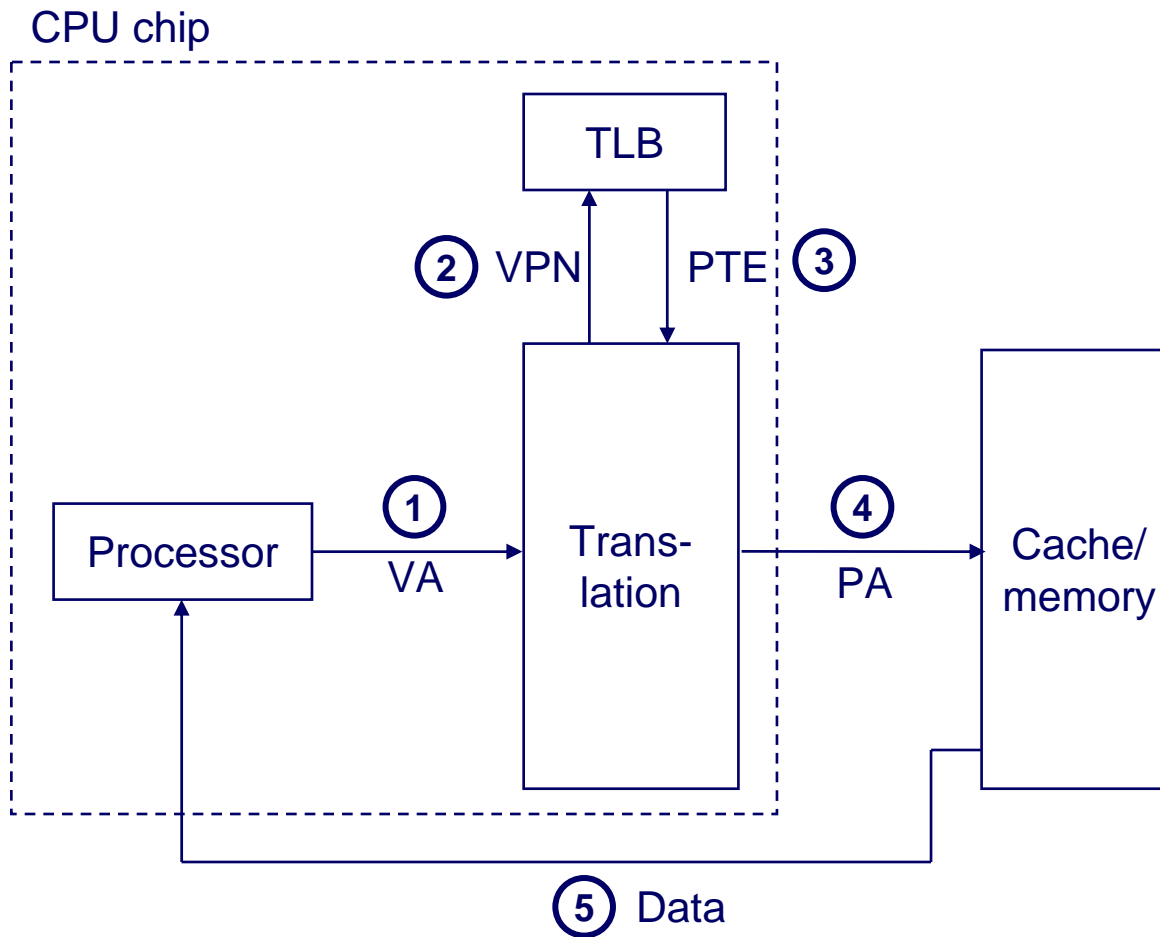 CPU chip
TLB
2 VPN
PTE 3
1
VA
Processor
Trans-
lation
4
PA
Cache/
memory
5 Data